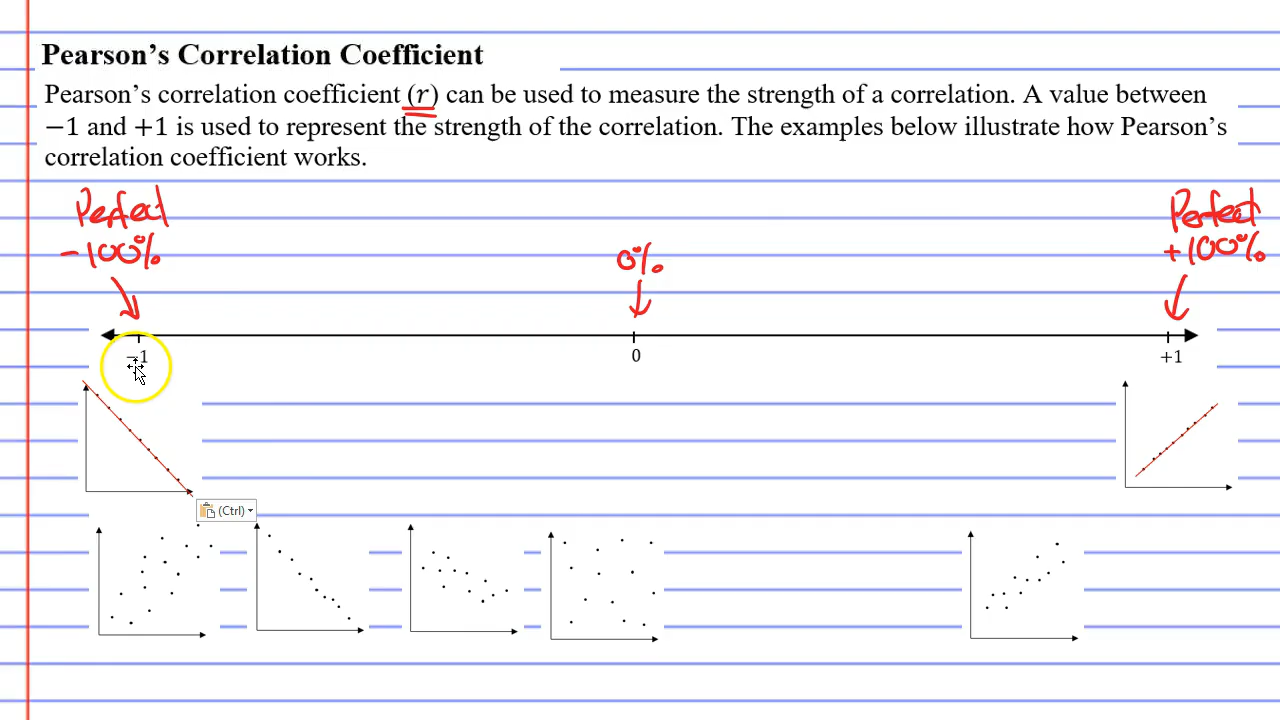 Pearson’s Correlation Coefficient
Pearson’s correlation coefficient (r) can be used to measure the strength of a correlation. A value between
−1 and +1 is used to represent the strength of the correlation. The examples below illustrate how Pearson’s
correlation coefficient works.
Perfect
-100%
0%
Perfect
+100%
−1
0
+1
(Ctrl)